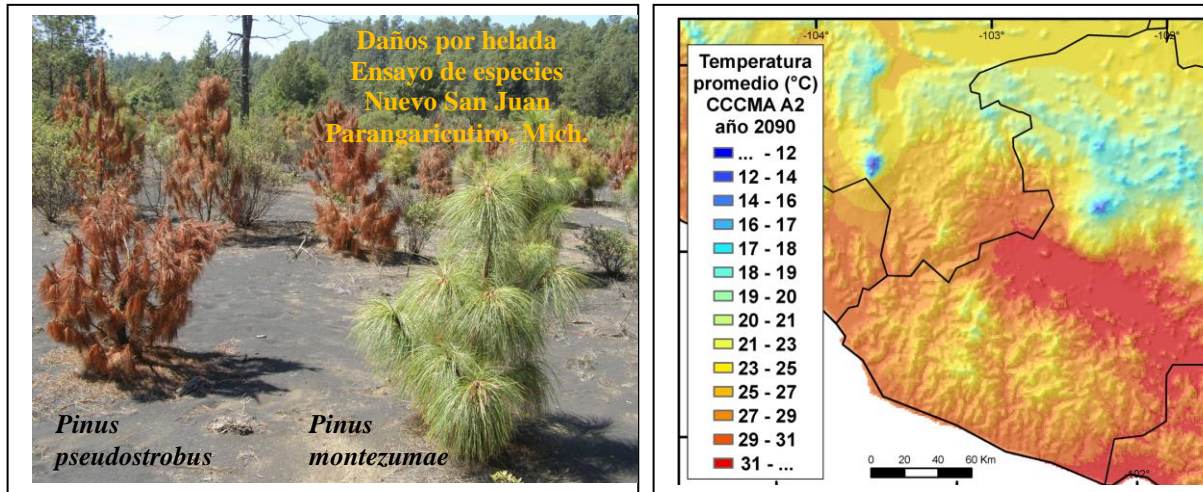 Daños por helada
Ensayo de especies
Nuevo San Juan
Parangaricutiro, Mich.
Pinus
pseudostrobus
Pinus
montezumae
-104°
-103°
-102°
Temperatura
promedio (°C)
CCCMA A2
año 2090
... - 12
12 - 14
14 - 16
16 - 17
17 - 18
18 - 19
19 - 20
20 - 21
21 - 23
23 - 25
25 - 27
27 - 29
29 - 31
31 - ...
0 20 40 60 Km
-102°